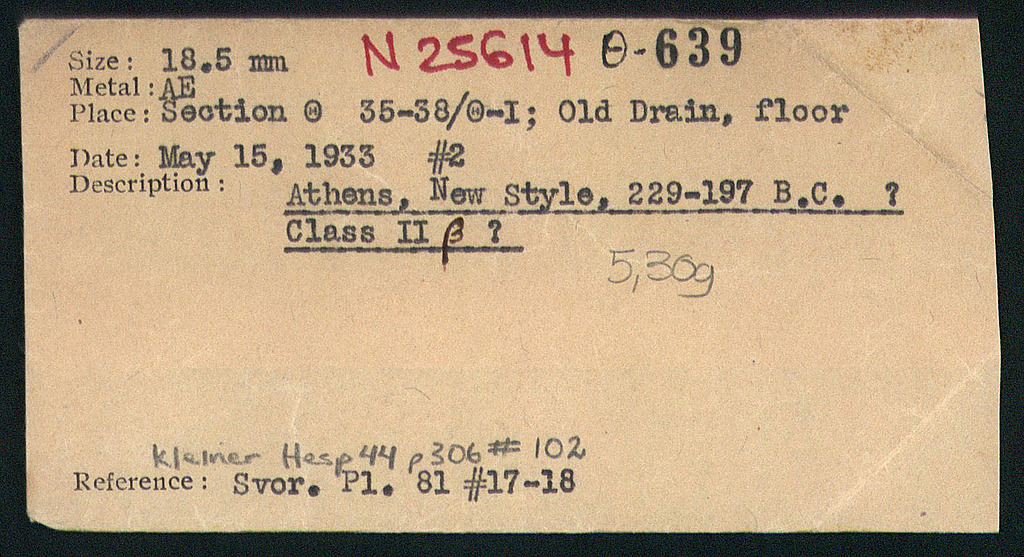 N 25614 Θ-639
Size: 18.5 mm
Metal: AE
Place: Section Θ 35-38/Θ-I; Old Drain, floor
Date: May 15, 1933 #2
Description:
Athens, New Style, 229-197 B.C. ?
Class II β ?
5,30g
Kleiner Hesp 44 p306 # 102
Reference: Svor. Pl. 81 #17-18